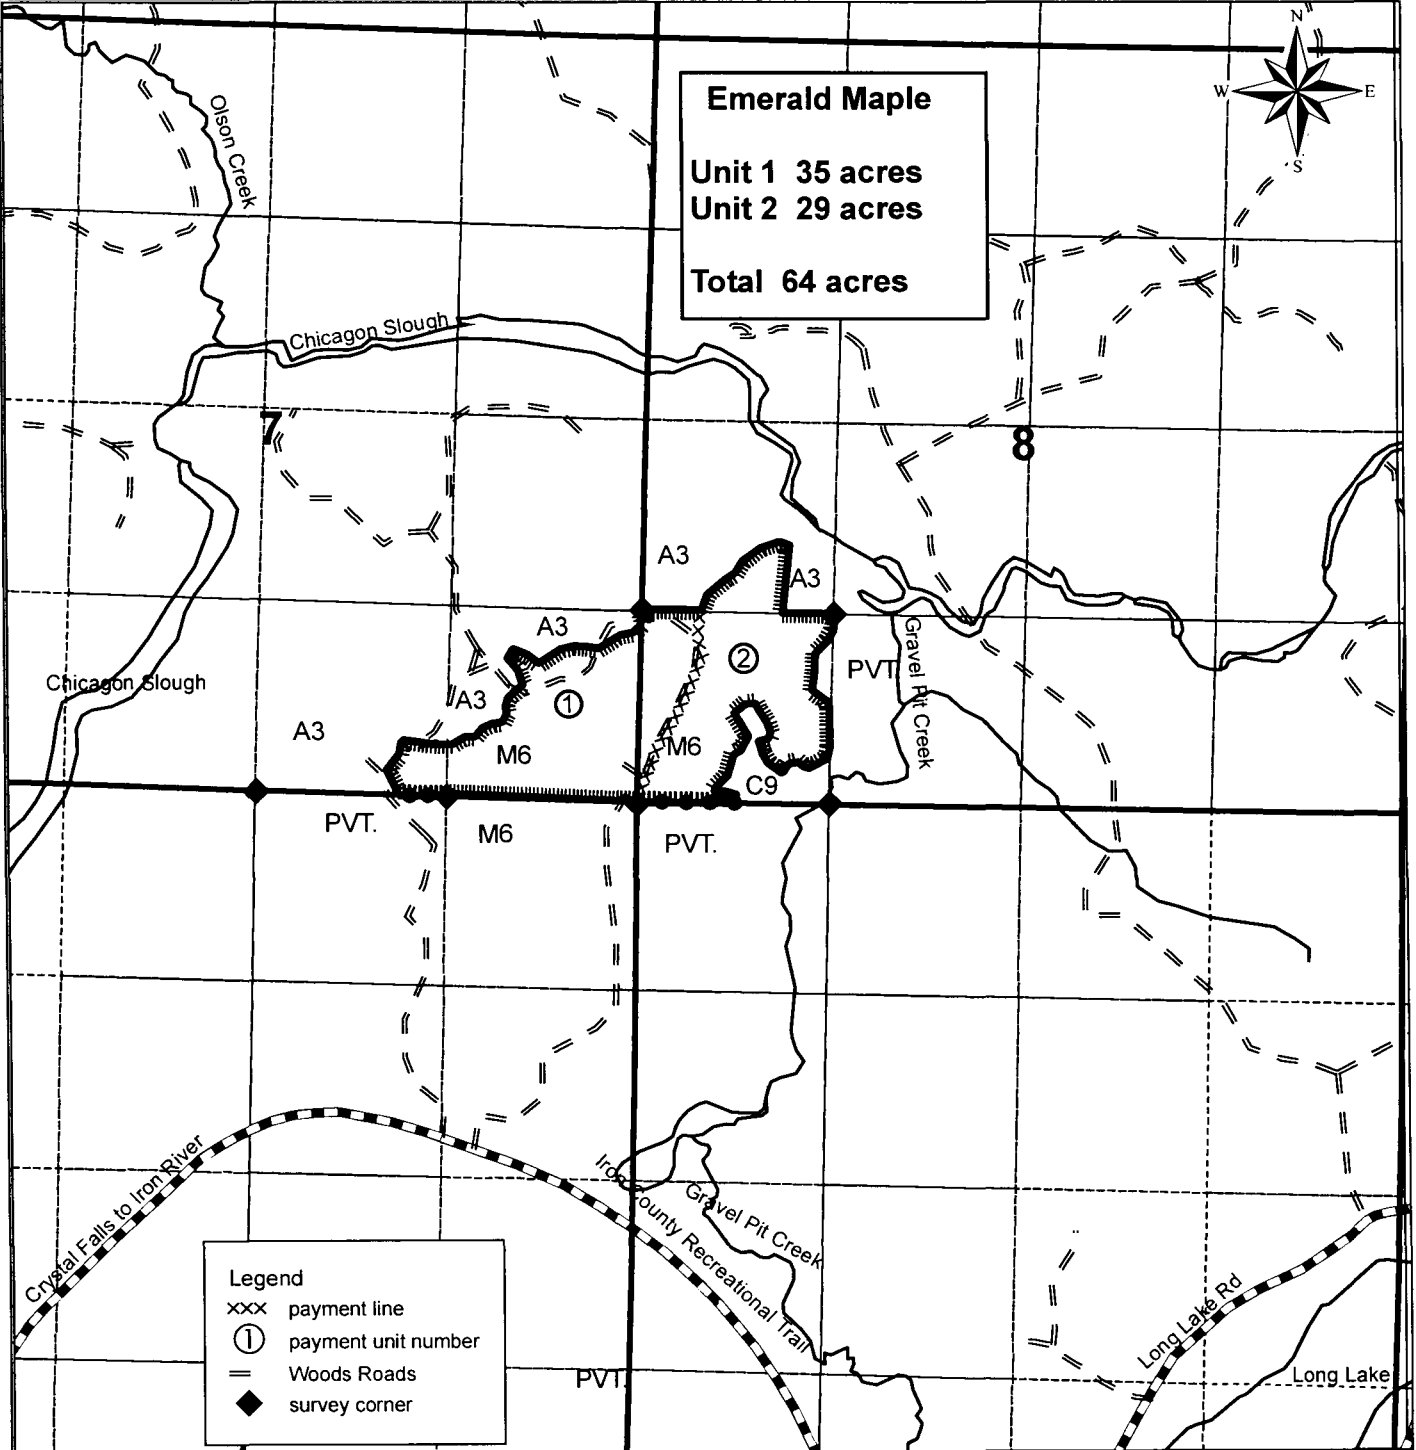 N
W
E
S
Emerald Maple
Unit 1 35 acres
Unit 2 29 acres
Total 64 acres
Olson Creek
Chicagon Slough
7
8
A3
A3
A3
2
PVT
Gravel Pit Creek
Chicagon Slough
A3
1
A3
M6
M6
C9
PVT.
M6
PVT.
Crystal Falls to Iron River
Iron County Recreational Trail
Gravel Pit Creek
Long Lake Rd
Long Lake
PVT
Legend
xxx payment line
1 payment unit number
= Woods Roads
survey corner